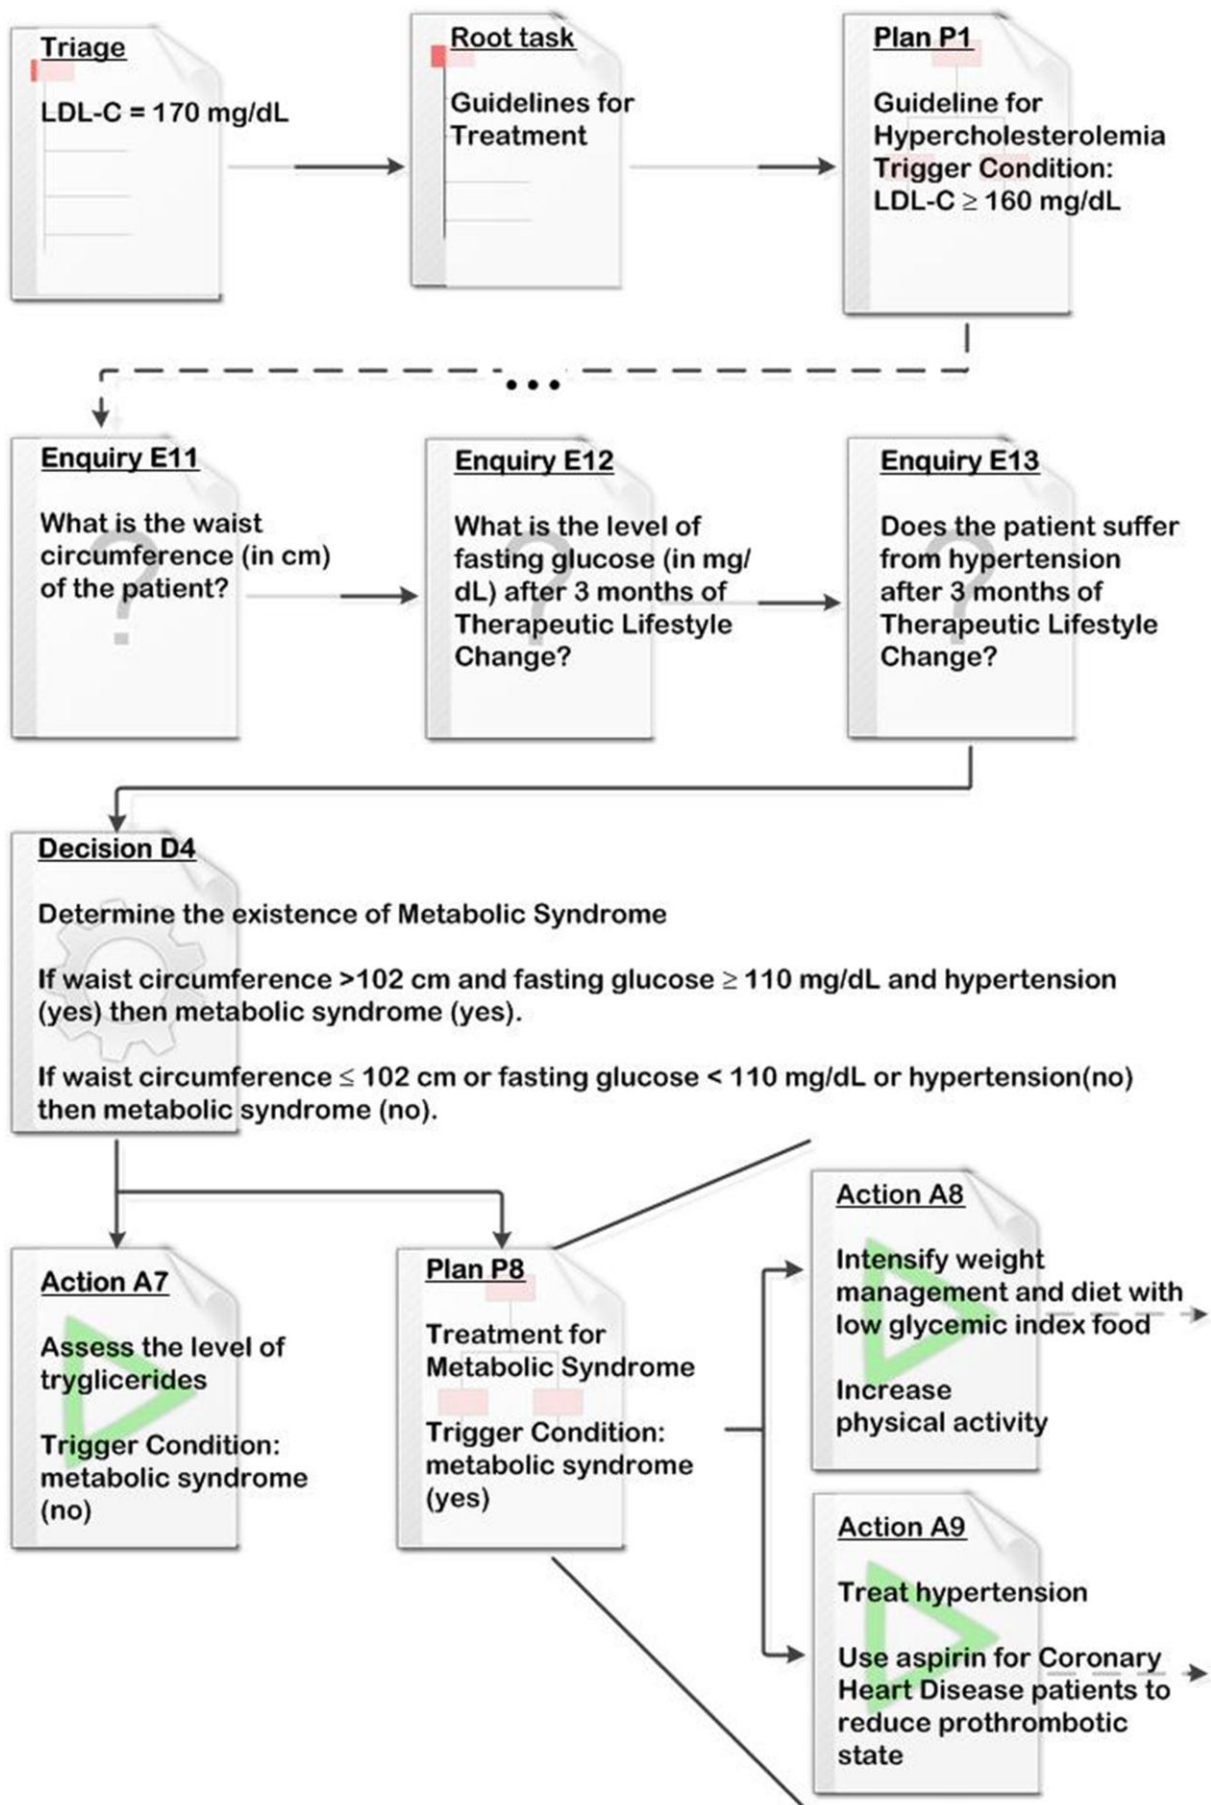 Triage
LDL-C = 170 mg/dL
Root task
Guidelines for
Treatment
Plan P1
Guideline for
Hypercholesterolemia
Trigger Condition:
LDL-C ≥ 160 mg/dL
...
Enquiry E11
What is the waist
circumference (in cm)
of the patient?
Enquiry E12
What is the level of
fasting glucose (in mg/
dL) after 3 months of
Therapeutic Lifestyle
Change?
Enquiry E13
Does the patient suffer
from hypertension
after 3 months of
Therapeutic Lifestyle
Change?
Decision D4
Determine the existence of Metabolic Syndrome
If waist circumference >102 cm and fasting glucose ≥ 110 mg/dL and hypertension
(yes) then metabolic syndrome (yes).
If waist circumference ≤ 102 cm or fasting glucose < 110 mg/dL or hypertension(no)
then metabolic syndrome (no).
Action A7
Assess the level of
tryglicerides
Trigger Condition:
metabolic syndrome
(no)
Plan P8
Treatment for
Metabolic Syndrome
Trigger Condition:
metabolic syndrome
(yes)
Action A8
Intensify weight
management and diet with
low glycemic index food
Increase
physical activity
Action A9
Treat hypertension
Use aspirin for Coronary
Heart Disease patients to
reduce prothrombotic
state